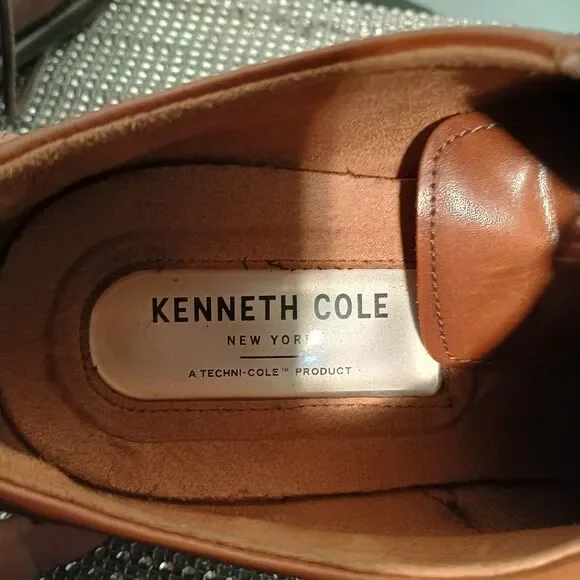 KENNETH COLE
NEW YORK
A TECHNI-COLE™ PRODUCT